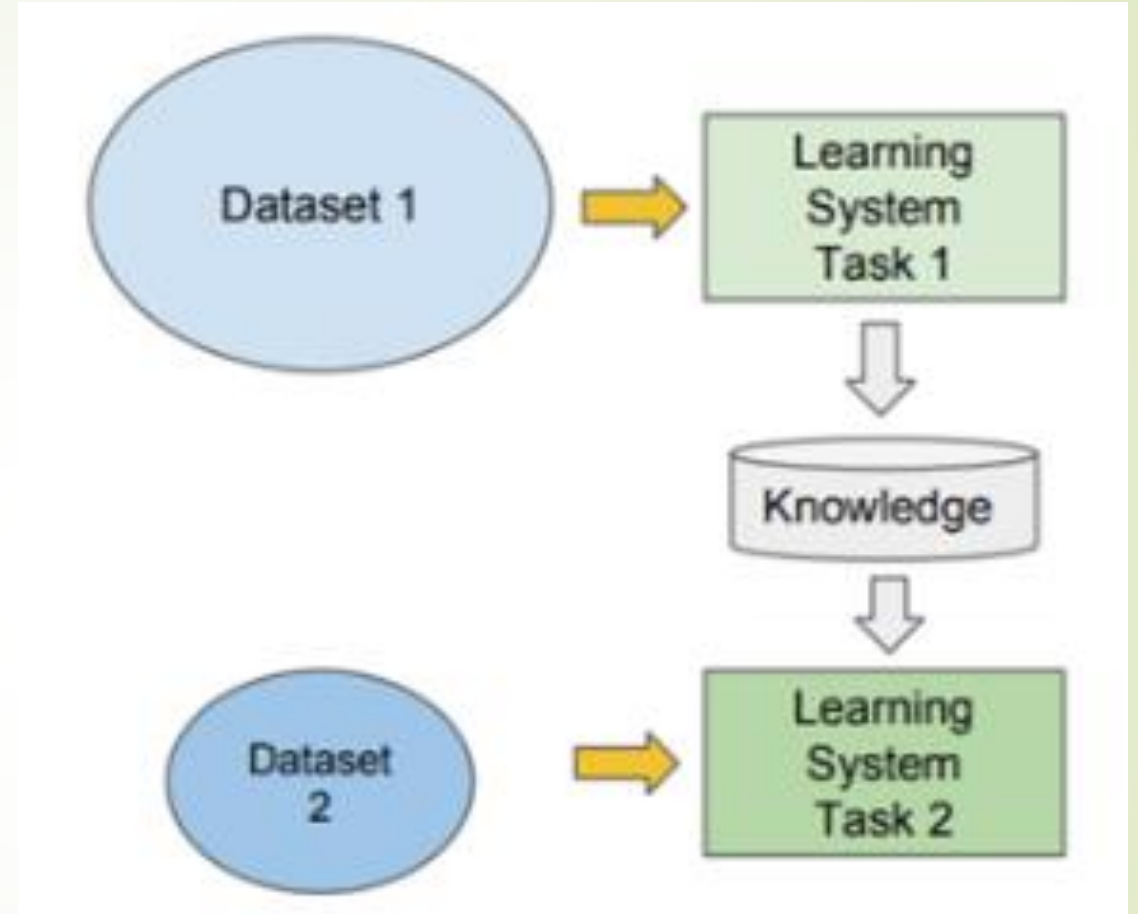 Dataset 1
Learning
System
Task 1
Knowledge
Dataset
2
Learning
System
Task 2